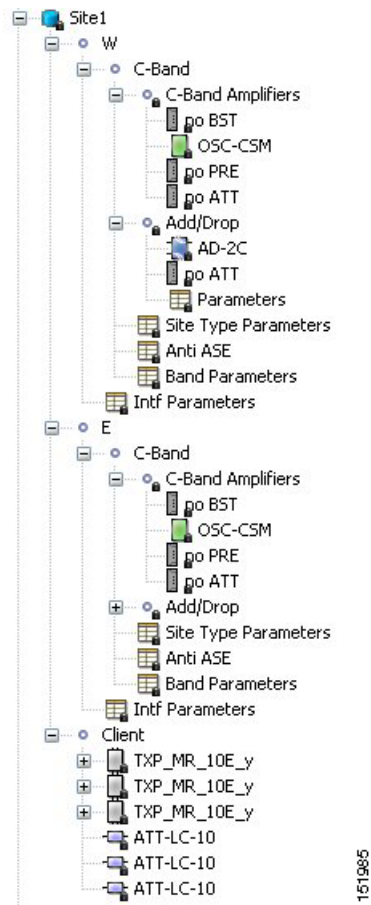 Site1
W
C-Band
C-Band Amplifiers
no BST
OSC-CSM
no PRE
no ATT
Add/Drop
AD-2C
no ATT
Parameters
Site Type Parameters
Anti ASE
Band Parameters
Intf Parameters
E
C-Band
C-Band Amplifiers
no BST
OSC-CSM
no PRE
no ATT
Add/Drop
Site Type Parameters
Anti ASE
Band Parameters
Intf Parameters
Client
TXP_MR_10E_y
TXP_MR_10E_y
TXP_MR_10E_y
ATT-LC-10
ATT-LC-10
ATT-LC-10
151985